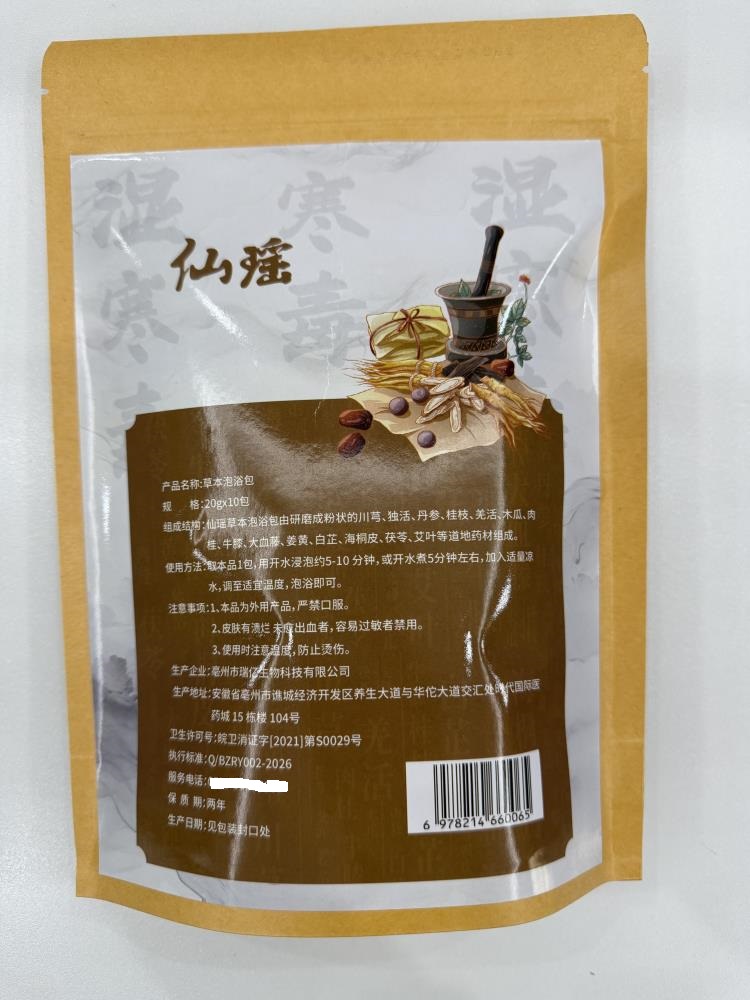 湿 寒 湿
寒 毒 寒
毒
仙瑶
产品名称:草本泡浴包
规 格:20gx10包
组成结构:仙瑶草本泡浴包由研磨成粉状的川芎、独活、丹参、桂枝、羌活、木瓜、肉
桂、牛膝、大血藤、姜黄、白芷、海桐皮、茯苓、艾叶等道地药材组成。
使用方法:取本品1包,用开水浸泡约5-10 分钟,或开水煮5分钟左右,加入适量凉
水,调至适宜温度,泡浴即可。
注意事项:1、本品为外用产品,严禁口服。
2、皮肤有溃烂 未愈出血者,容易过敏者禁用。
3、使用时注意温度,防止烫伤。
生产企业:亳州市瑞亿生物科技有限公司
生产地址:安徽省亳州市谯城经济开发区养生大道与华佗大道交汇处时代国际医
药城 15 栋楼 104号
卫生许可号:皖卫消证字[2021]第S0029号
执行标准:Q/BZRY002-2026
服务电话:
保 质 期:两年
生产日期:见包装封口处
6 978214 660065